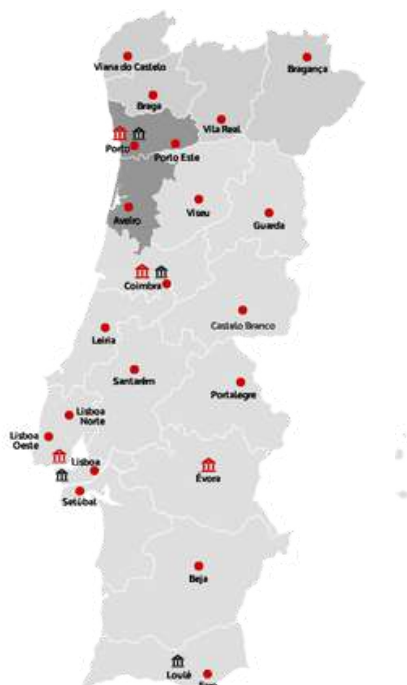 Viana do Castelo
Bragança
Braga
Vila Real
Porto
Porto Este
Aveiro
Viseu
Guarda
Coimbra
Castelo Branco
Leiria
Santarém
Portalegre
Lisboa
Norte
Lisboa
Oeste
Lisboa
Évora
Setúbal
Beja
Loulé